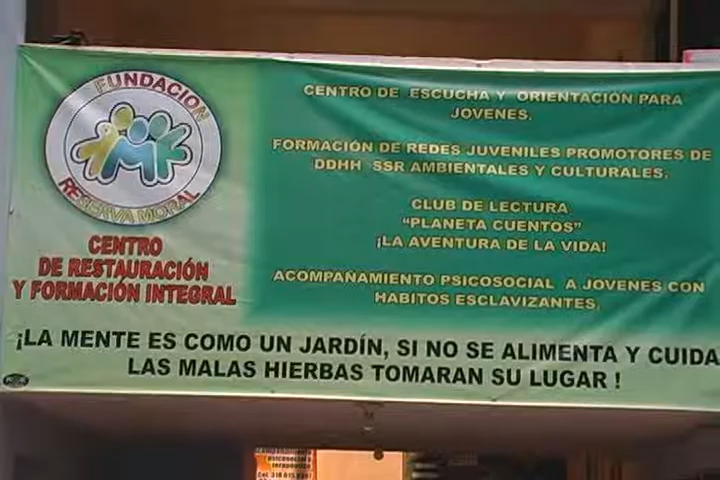 FUNDACION
RESERVA MORAL
CENTRO
DE RESTAURACIÓN
Y FORMACIÓN INTEGRAL
CENTRO DE ESCUCHA Y ORIENTACIÓN PARA
JOVENES.
FORMACIÓN DE REDES JUVENILES PROMOTORES DE
DDHH SSR AMBIENTALES Y CULTURALES.
CLUB DE LECTURA
"PLANETA CUENTOS"
¡LA AVENTURA DE LA VIDA!
ACOMPAÑAMIENTO PSICOSOCIAL A JOVENES CON
HABITOS ESCLAVIZANTES.
¡LA MENTE ES COMO UN JARDÍN, SI NO SE ALIMENTA Y CUIDA
LAS MALAS HIERBAS TOMARAN SU LUGAR !